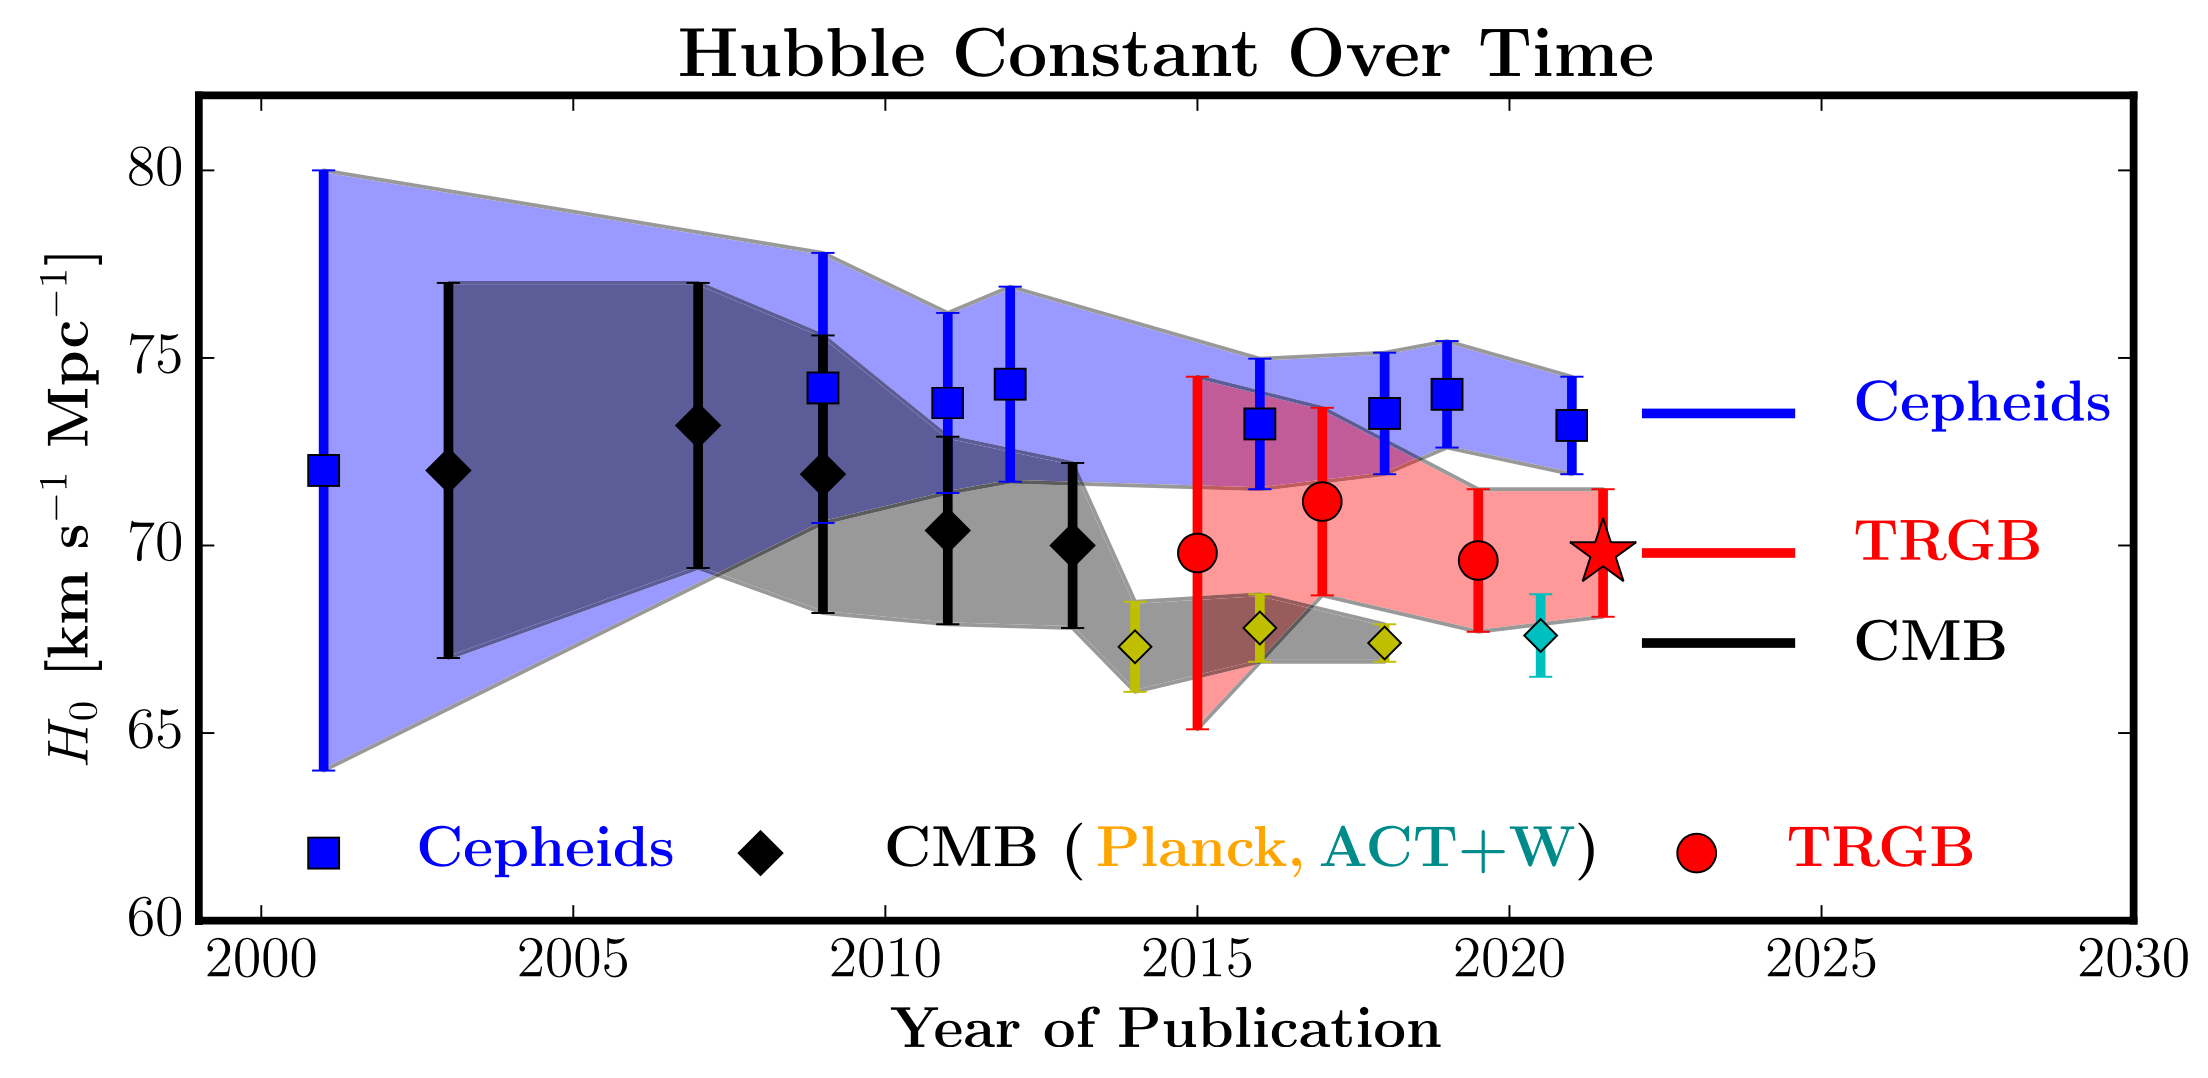 Hubble Constant Over Time
80
75
70
65
60
H₀ [km s⁻¹ Mpc⁻¹]
Cepheids
TRGB
CMB
Cepheids CMB (Planck, ACT+W) TRGB
2000 2005 2010 2015 2020 2025 2030
Year of Publication